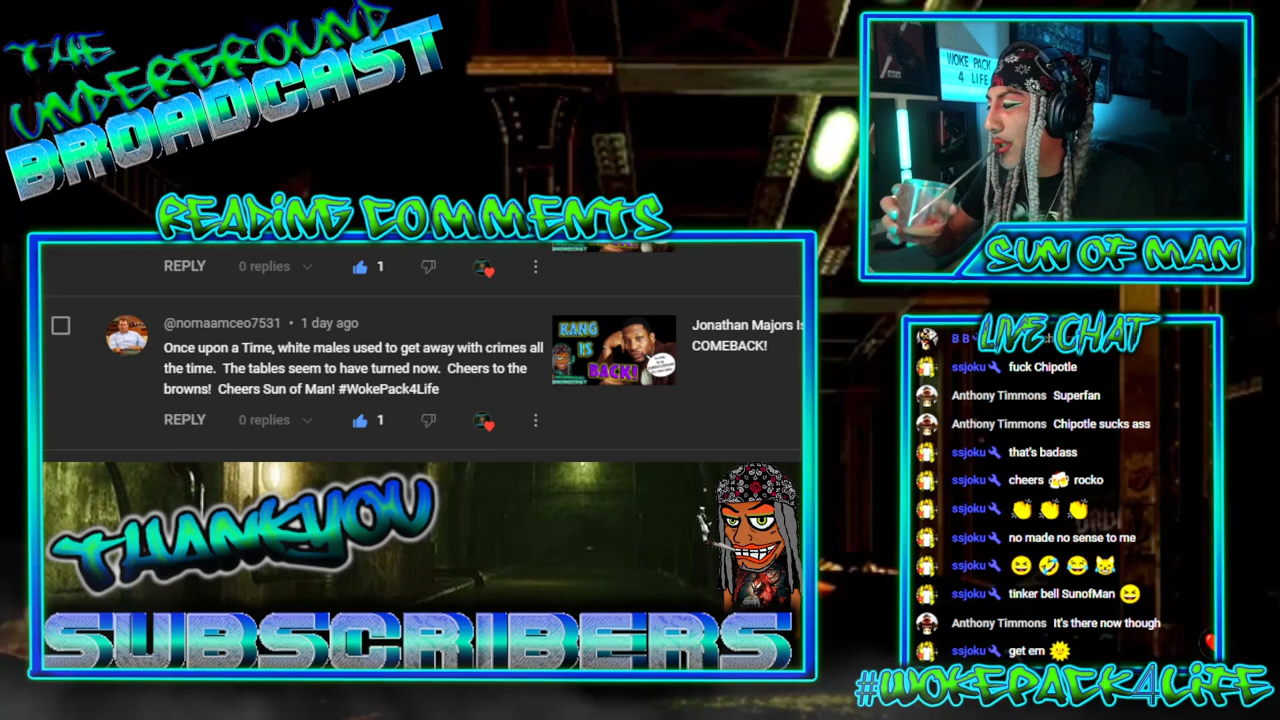 THE
UNDERGROUND
BROADCAST
WOKE PACK
4 LIFE
SUN OF MAN
READING COMMENTS
REPLY 0 replies 1
@nomaamceo7531 • 1 day ago
Once upon a Time, white males used to get away with crimes all
the time. The tables seem to have turned now. Cheers to the
browns! Cheers Sun of Man! #WokePack4Life
REPLY 0 replies 1
KANG
IS
BACK!
Jonathan Majors Is
COMEBACK!
THANKYOU
SUBSCRIBERS
LIVE CHAT
B B
ssjoku fuck Chipotle
Anthony Timmons Superfan
Anthony Timmons Chipotle sucks ass
ssjoku that's badass
ssjoku cheers 🍻 rocko
ssjoku 👏 👏 👏
ssjoku no made no sense to me
ssjoku 😆 🤣 😂 😹
ssjoku tinker bell SunofMan 😆
Anthony Timmons It's there now though
ssjoku get em 🌞
#WOKEPACK4LIFE